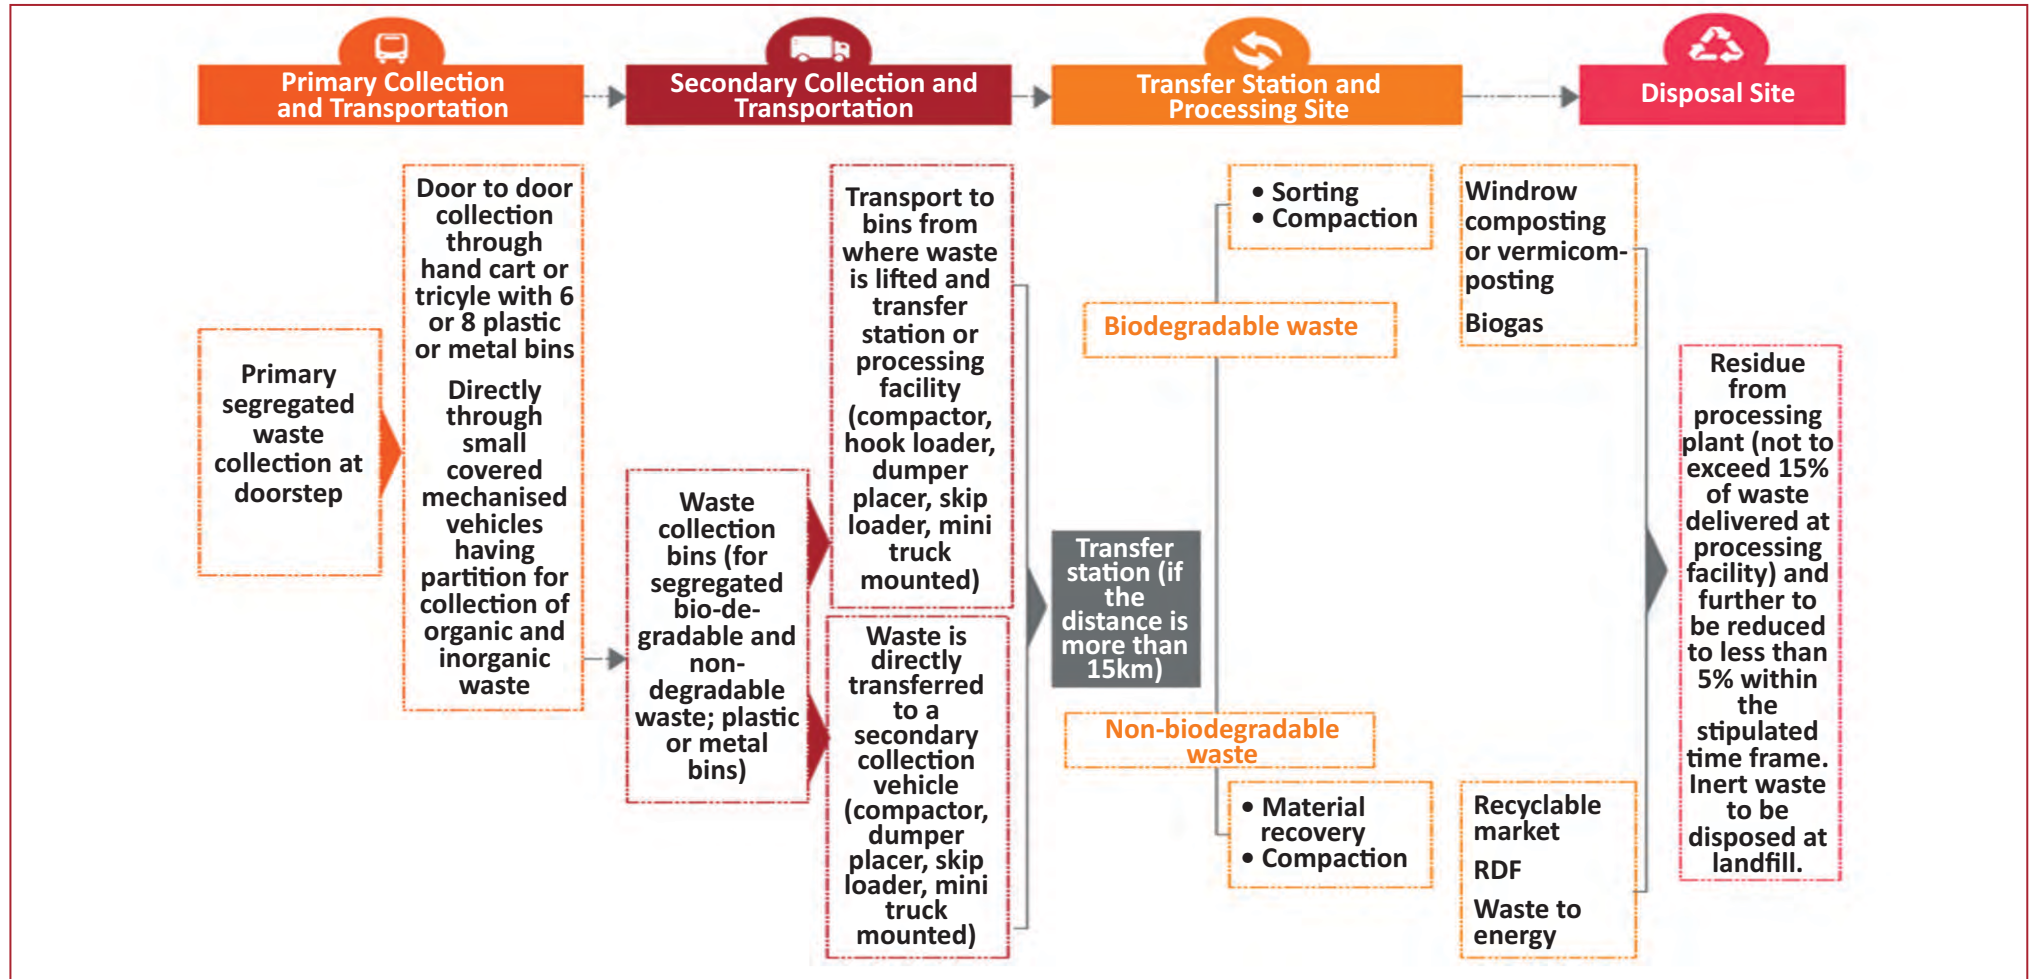 Primary Collection
and Transportation
Secondary Collection and
Transportation
Transfer Station and
Processing Site
Disposal Site
Primary
segregated
waste
collection at
doorstep
Door to door
collection
through
hand cart or
tricyle with 6
or 8 plastic
or metal bins
Directly
through
small
covered
mechanised
vehicles
having
partition for
collection of
organic and
inorganic
waste
Waste
collection
bins (for
segregated
bio-de-
gradable and
non-
degradable
waste; plastic
or metal
bins)
Transport to
bins from
where waste
is lifted and
transfer
station or
processing
facility
(compactor,
hook loader,
dumper
placer, skip
loader, mini
truck
mounted)
Waste is
directly
transferred
to a
secondary
collection
vehicle
(compactor,
dumper
placer, skip
loader, mini
truck
mounted)
Transfer
station (if
the
distance is
more than
15km)
Biodegradable waste
• Sorting
• Compaction
Non-biodegradable
waste
• Material
recovery
• Compaction
Windrow
composting
or vermicom-
posting
Biogas
Recyclable
market
RDF
Waste to
energy
Residue
from
processing
plant (not to
exceed 15%
of waste
delivered at
processing
facility) and
further to
be reduced
to less than
5% within
the
stipulated
time frame.
Inert waste
to be
disposed at
landfill.